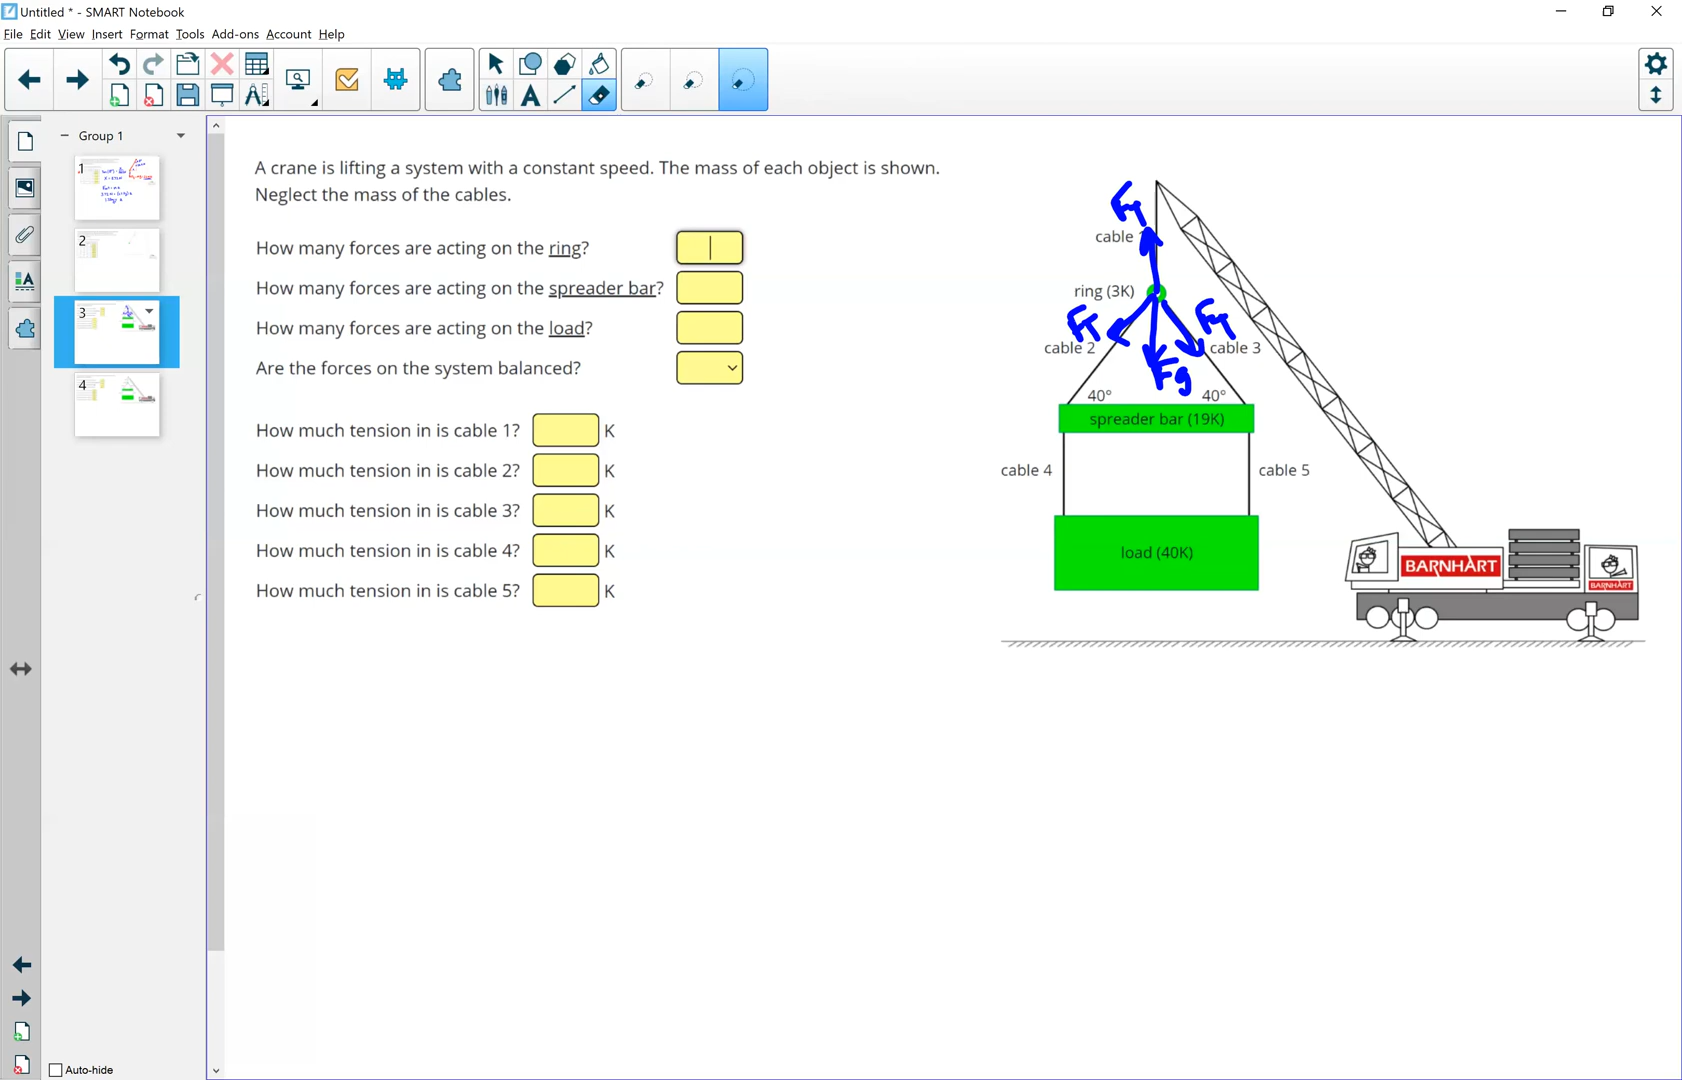 Untitled * - SMART Notebook
File Edit View Insert Format Tools Add-ons Account Help
Group 1
1
2
3
4
A crane is lifting a system with a constant speed. The mass of each object is shown.
Neglect the mass of the cables.
How many forces are acting on the ring?
How many forces are acting on the spreader bar?
How many forces are acting on the load?
Are the forces on the system balanced?
How much tension in is cable 1? K
How much tension in is cable 2? K
How much tension in is cable 3? K
How much tension in is cable 4? K
How much tension in is cable 5? K
FT
cable
ring (3K)
FT
FT
cable 2
cable 3
Fg
40° 40°
spreader bar (19K)
cable 4
cable 5
load (40K)
BARNHART
BARNHART
Auto-hide